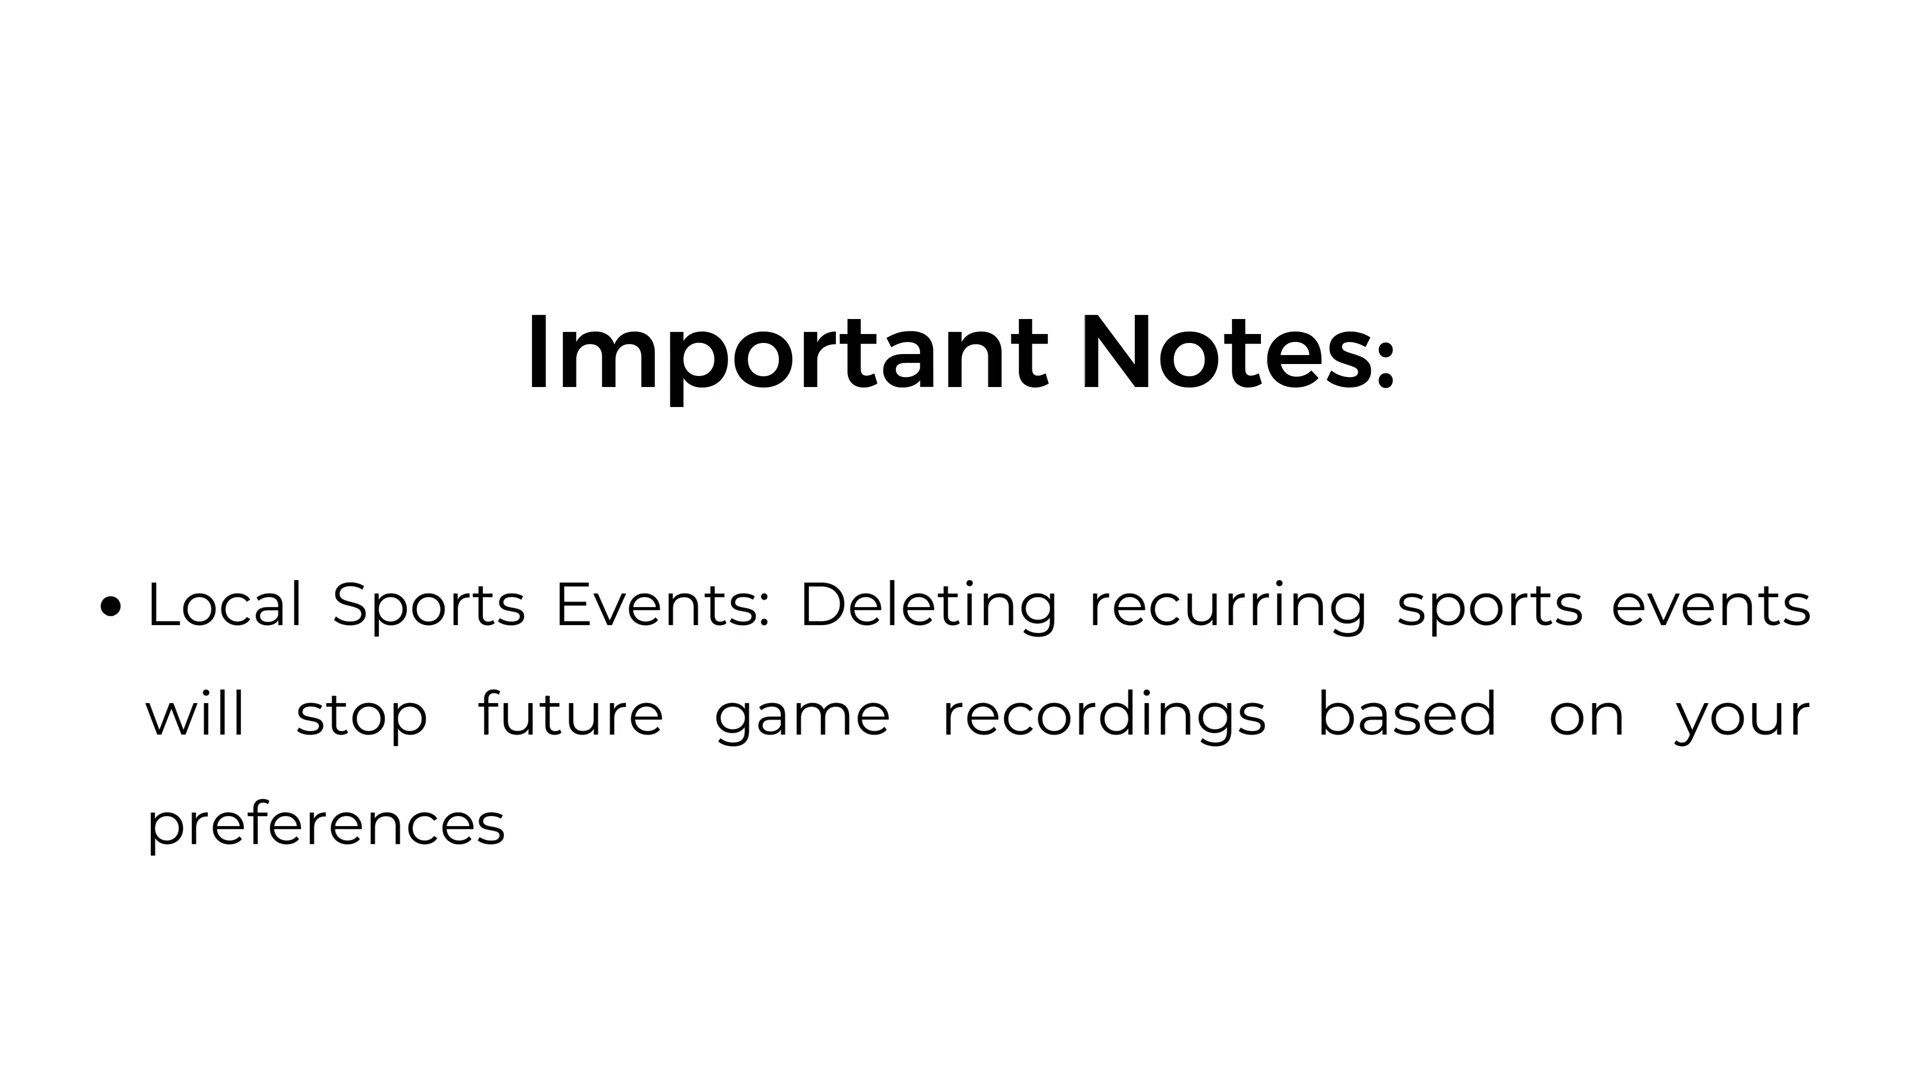 Important Notes:
• Local Sports Events: Deleting recurring sports events
will stop future game recordings based on your
preferences